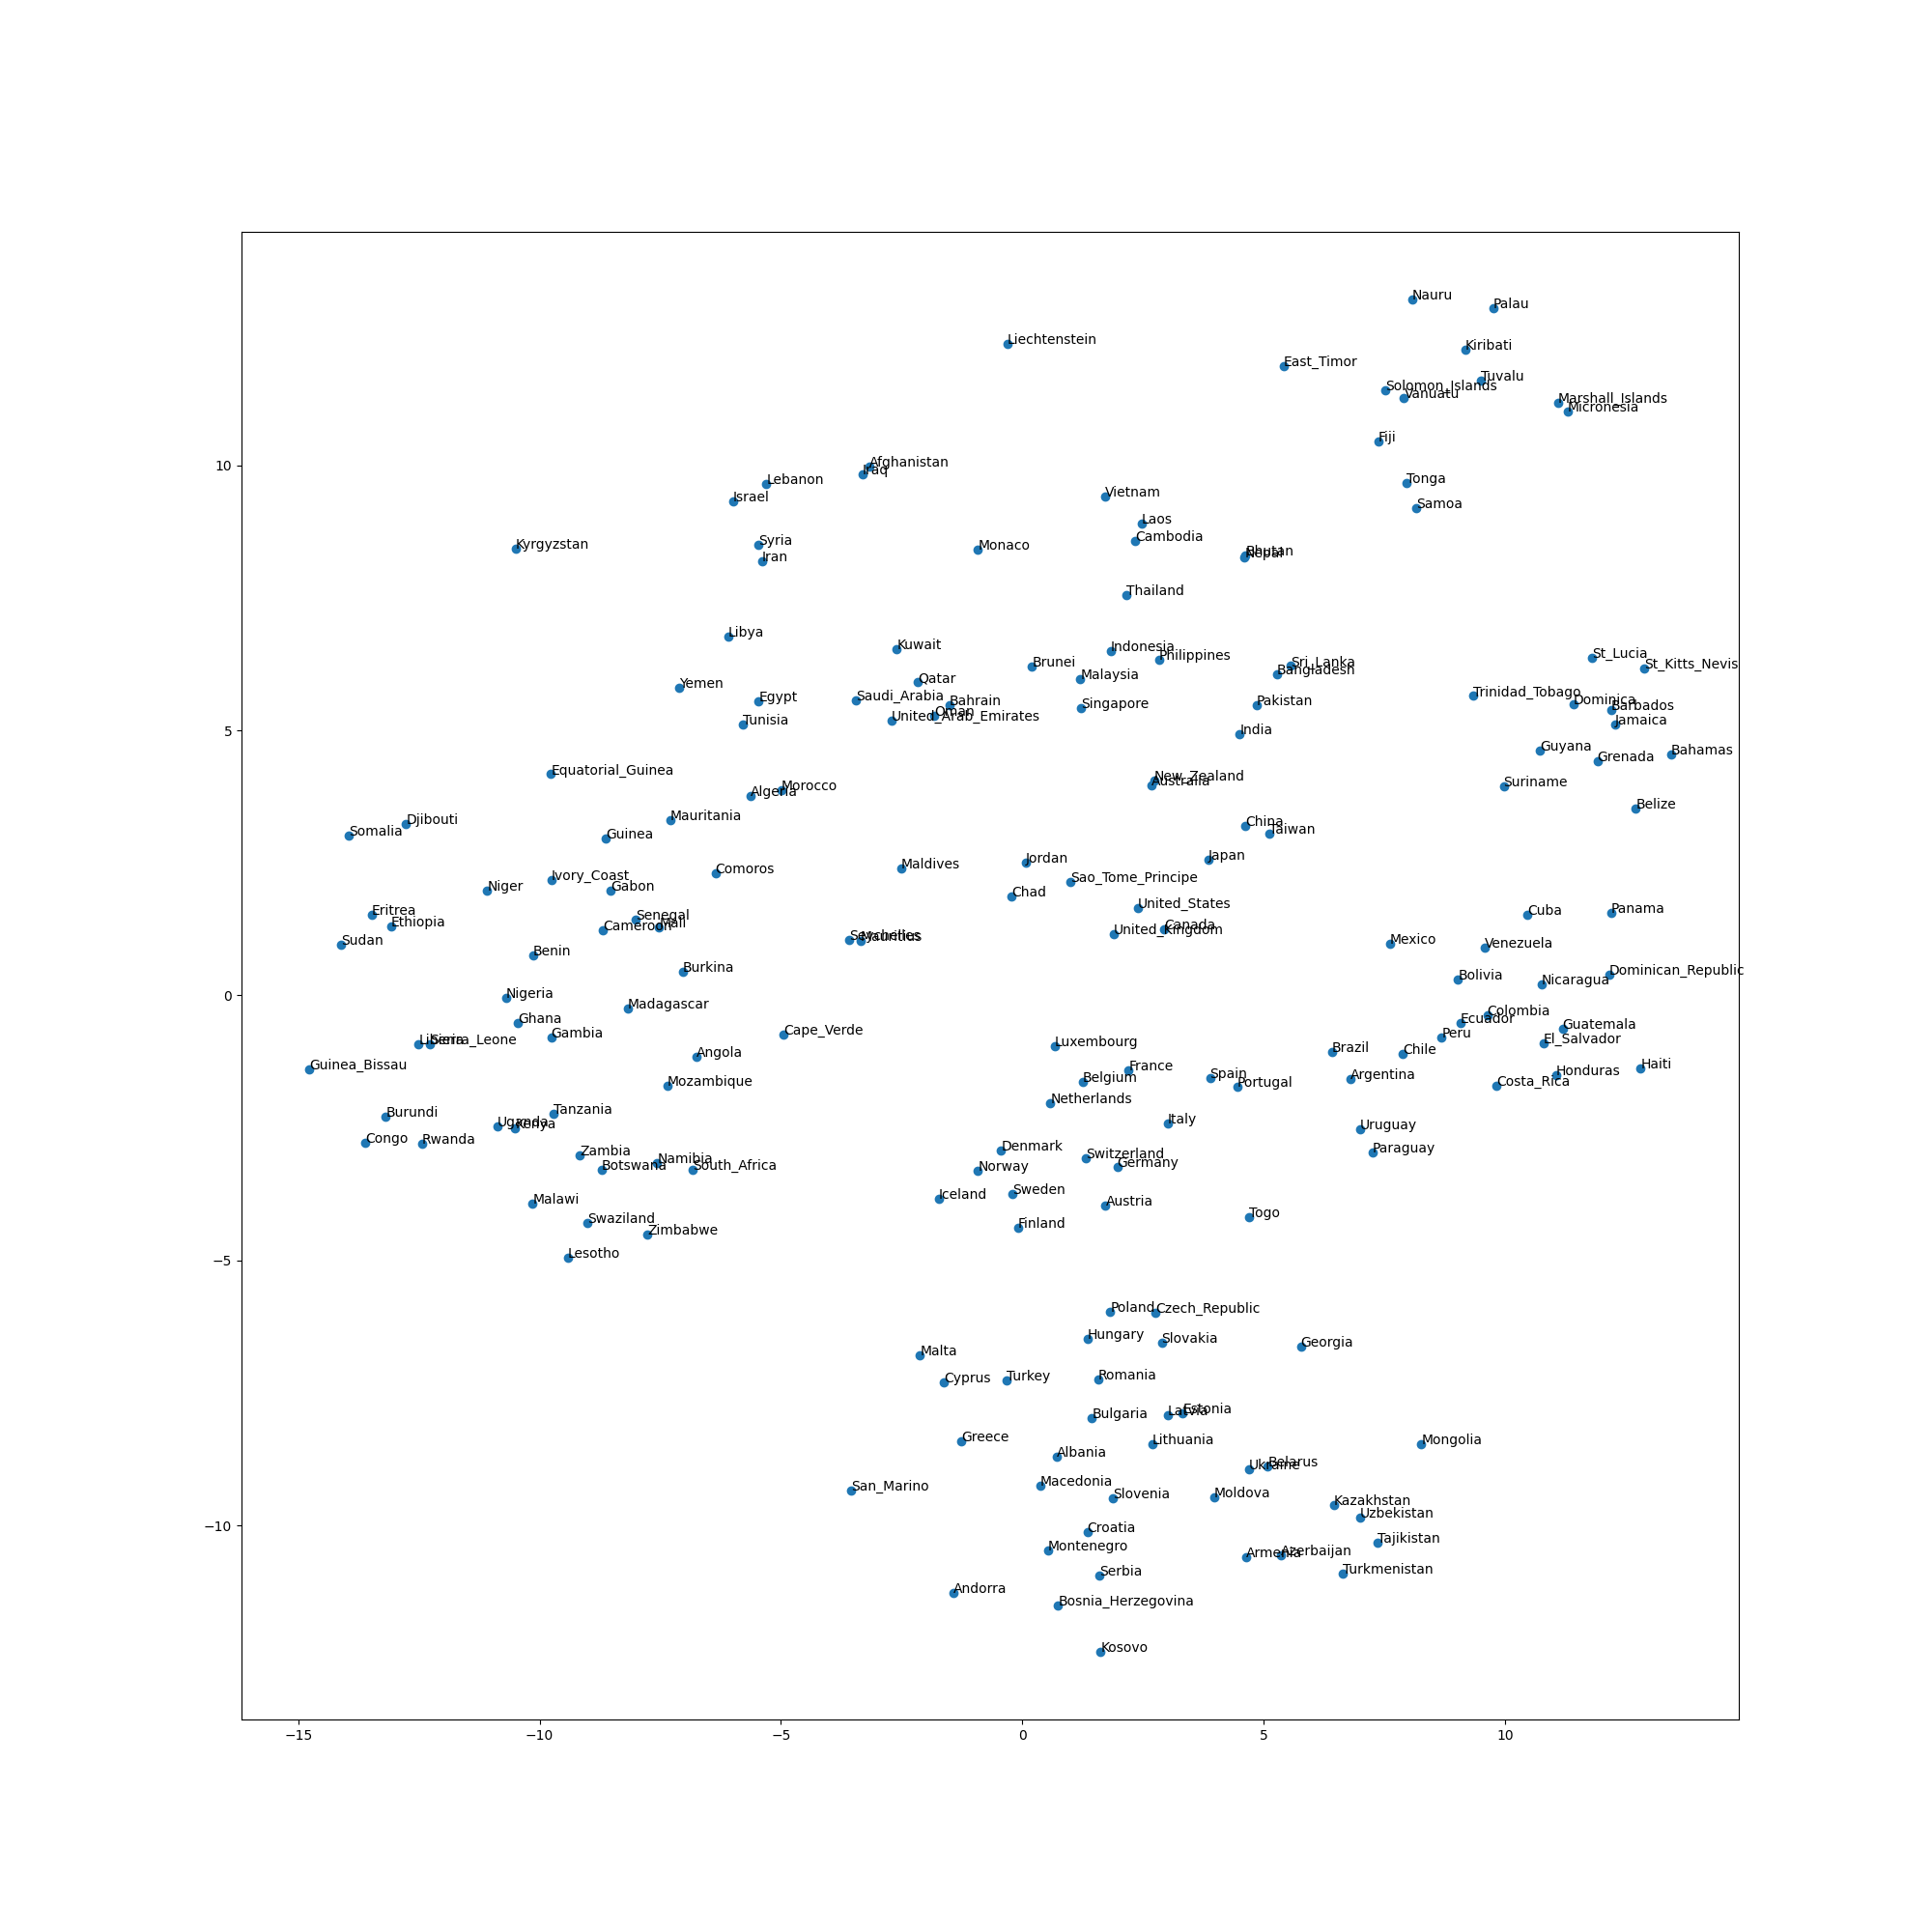 Nauru
Palau
Liechtenstein
Kiribati
East_Timor
Tuvalu
Solomon_Islands
Vanuatu
Marshall_Islands
Micronesia
Fiji
10
Afghanistan
Iraq
Lebanon
Tonga
Israel
Vietnam
Samoa
Laos
Cambodia
Kyrgyzstan
Syria
Monaco
Bhutan
Nepal
Iran
Thailand
Libya
Kuwait
Indonesia
Philippines
St_Lucia
Brunei
Sri_Lanka
St_Kitts_Nevis
Bangladesh
Malaysia
Yemen
Qatar
Egypt
Saudi_Arabia
Bahrain
Singapore
Pakistan
Trinidad_Tobago
Dominica
Barbados
Oman
United_Arab_Emirates
Tunisia
Jamaica
5
India
Guyana
Bahamas
Grenada
Equatorial_Guinea
New_Zealand
Australia
Suriname
Algeria
Morocco
Belize
Djibouti
Mauritania
China
Taiwan
Somalia
Guinea
Jordan
Japan
Maldives
Comoros
Ivory_Coast
Sao_Tome_Principe
Niger
Gabon
Chad
United_States
Eritrea
Senegal
Cuba
Panama
Ethiopia
Cameroon
Mali
Canada
United_Kingdom
Sudan
Seychelles
Mauritius
Mexico
Venezuela
Benin
Burkina
Dominican_Republic
Bolivia
Nicaragua
0
Nigeria
Madagascar
Colombia
Ghana
Ecuador
Guatemala
Gambia
Cape_Verde
Liberia
Sierra_Leone
Luxembourg
Peru
El_Salvador
Angola
Brazil
Chile
Guinea_Bissau
France
Haiti
Mozambique
Belgium
Spain
Portugal
Argentina
Honduras
Costa_Rica
Netherlands
Burundi
Tanzania
Uganda
Kenya
Italy
Uruguay
Congo
Rwanda
Denmark
Paraguay
Zambia
Namibia
Botswana
South_Africa
Switzerland
Germany
Norway
Malawi
Iceland
Sweden
Austria
Swaziland
Togo
Zimbabwe
Finland
Lesotho
−5
Poland
Czech_Republic
Hungary
Slovakia
Georgia
Malta
Cyprus
Turkey
Romania
Bulgaria
Latvia
Estonia
Greece
Lithuania
Mongolia
Albania
Ukraine
Belarus
San_Marino
Macedonia
Slovenia
Moldova
Kazakhstan
Uzbekistan
−10
Croatia
Tajikistan
Montenegro
Armenia
Azerbaijan
Serbia
Turkmenistan
Andorra
Bosnia_Herzegovina
Kosovo
−15
−10
−5
0
5
10